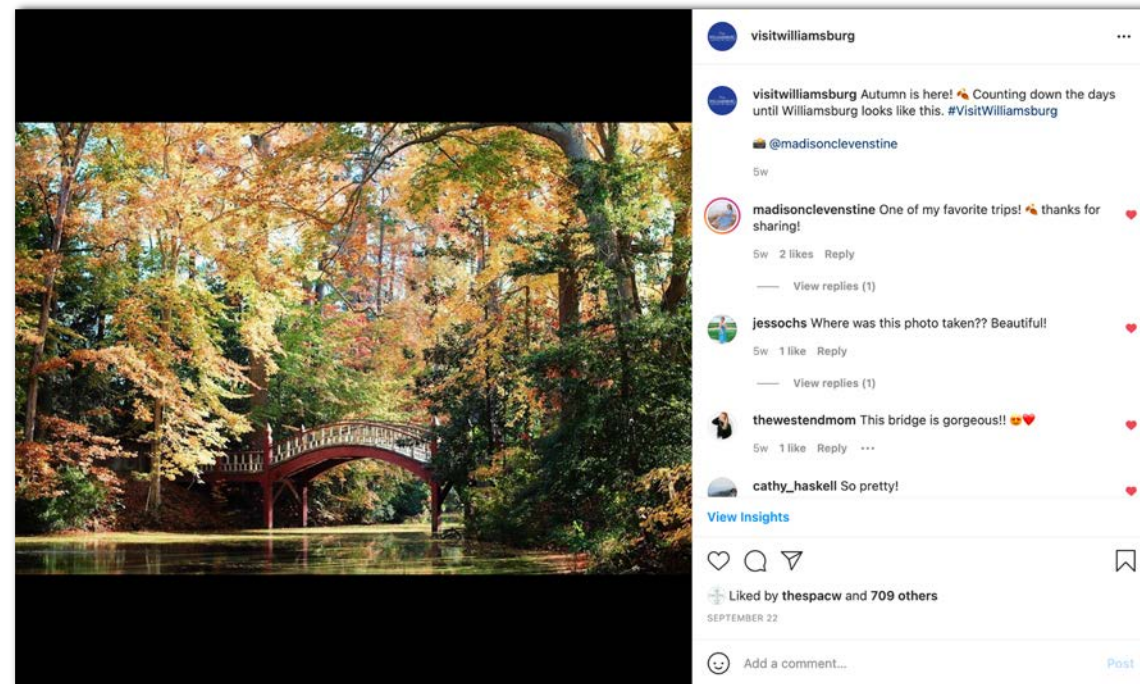 visitwilliamsburg
visitwilliamsburg Autumn is here! 🍂 Counting down the days
until Williamsburg looks like this. #VisitWilliamsburg
📸 @madisonclevenstine
5w
madisonclevenstine One of my favorite trips! 🍂 thanks for
sharing!
5w 2 likes Reply
View replies (1)
jessochs Where was this photo taken?? Beautiful!
5w 1 like Reply
View replies (1)
thewestendmom This bridge is gorgeous!! 😍❤️
5w 1 like Reply
cathy_haskell So pretty!
View Insights
Liked by thespacw and 709 others
SEPTEMBER 22
Add a comment...
Post